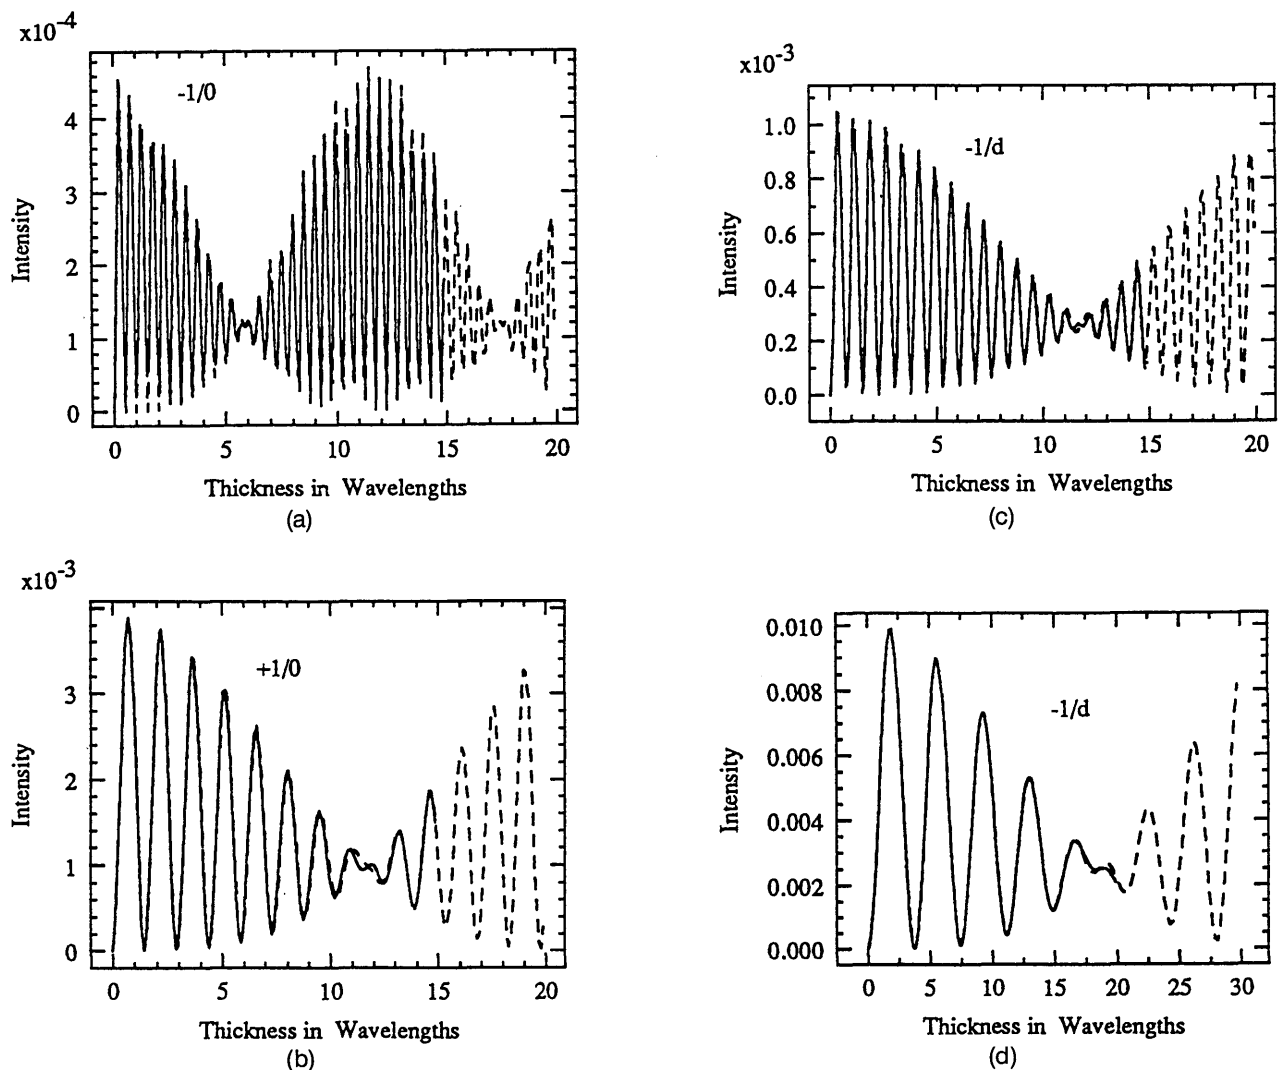 x10-4
-1/0
4
3
2
1
0
Intensity
0 5 10 15 20
Thickness in Wavelengths
(a)
x10-3
-1/d
1.0
0.8
0.6
0.4
0.2
0.0
Intensity
0 5 10 15 20
Thickness in Wavelengths
(c)
x10-3
+1/0
3
2
1
0
Intensity
0 5 10 15 20
Thickness in Wavelengths
(b)
0.010
0.008
-1/d
0.006
0.004
0.002
0.000
Intensity
0 5 10 15 20 25 30
Thickness in Wavelengths
(d)